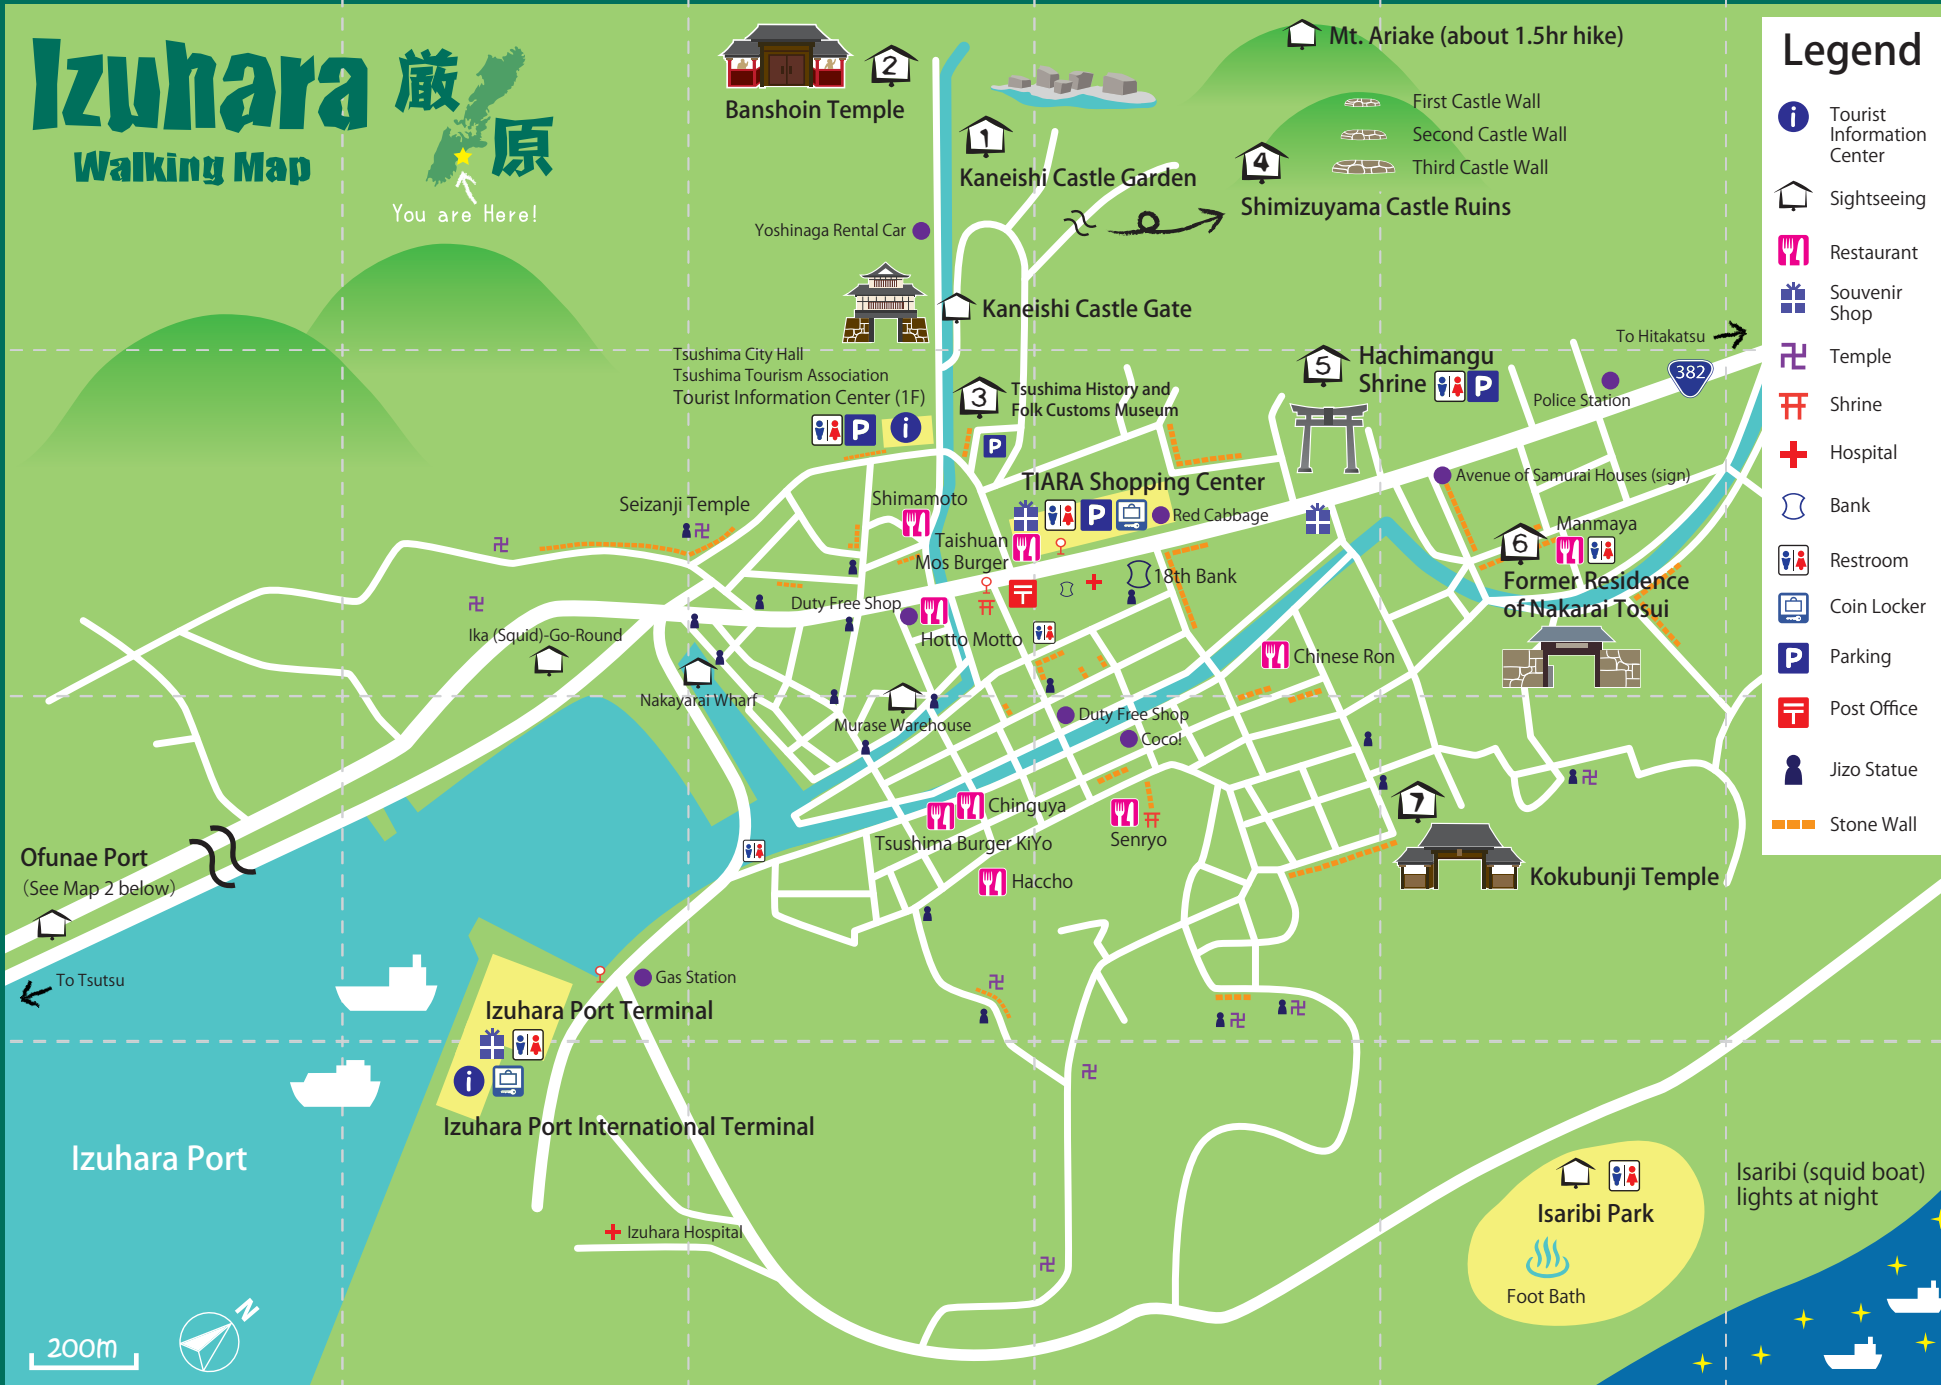 Izuhara
厳
原
Walking Map
You are Here!
2
Banshoin Temple
1
Kaneishi Castle Garden
Mt. Ariake (about 1.5hr hike)
First Castle Wall
Second Castle Wall
Third Castle Wall
4
Shimizuyama Castle Ruins
Yoshinaga Rental Car
Kaneishi Castle Gate
Tsushima City Hall
Tsushima Tourism Association
Tourist Information Center (1F)
P
i
3
Tsushima History and
Folk Customs Museum
P
5
Hachimangu
Shrine
P
To Hitakatsu
382
Police Station
Avenue of Samurai Houses (sign)
TIARA Shopping Center
P
Red Cabbage
Shimamoto
Seizanji Temple
Taishuan
Mos Burger
18th Bank
Duty Free Shop
Hotto Motto
6
Manmaya
Former Residence
of Nakarai Tosui
Ika (Squid)-Go-Round
Chinese Ron
Nakayarai Wharf
Murase Warehouse
Duty Free Shop
Coco!
Chinguya
Tsushima Burger KiYo
Senryo
7
Kokubunji Temple
Haccho
Ofunae Port
(See Map 2 below)
To Tsutsu
Gas Station
Izuhara Port Terminal
i
Izuhara Port International Terminal
Izuhara Port
Izuhara Hospital
Isaribi Park
Foot Bath
Isaribi (squid boat)
lights at night
200m
N
Legend
i
Tourist
Information
Center
Sightseeing
Restaurant
Souvenir
Shop
Temple
Shrine
Hospital
Bank
Restroom
Coin Locker
P
Parking
Post Office
Jizo Statue
Stone Wall